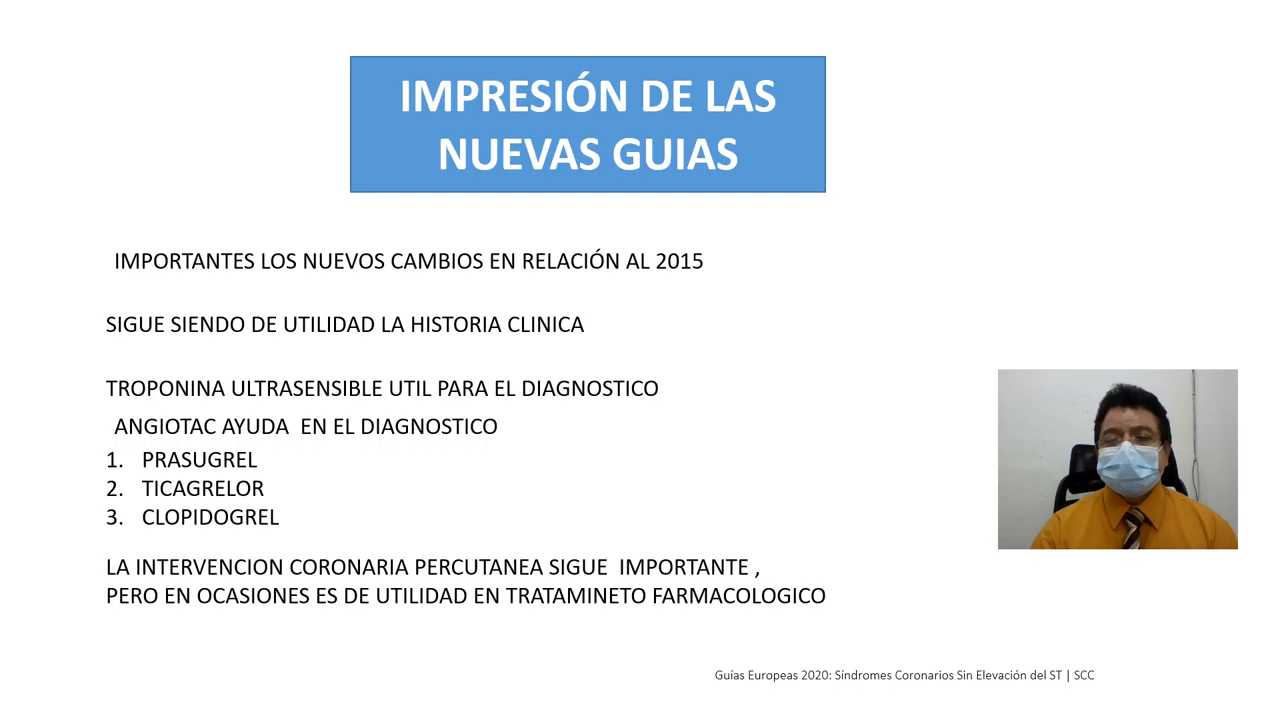 IMPRESIÓN DE LAS
NUEVAS GUIAS
IMPORTANTES LOS NUEVOS CAMBIOS EN RELACIÓN AL 2015
SIGUE SIENDO DE UTILIDAD LA HISTORIA CLINICA
TROPONINA ULTRASENSIBLE UTIL PARA EL DIAGNOSTICO
ANGIOTAC AYUDA  EN EL DIAGNOSTICO
1. PRASUGREL
2. TICAGRELOR
3. CLOPIDOGREL
LA INTERVENCION CORONARIA PERCUTANEA SIGUE  IMPORTANTE ,
PERO EN OCASIONES ES DE UTILIDAD EN TRATAMINETO FARMACOLOGICO
Guías Europeas 2020: Síndromes Coronarios Sin Elevación del ST | SCC